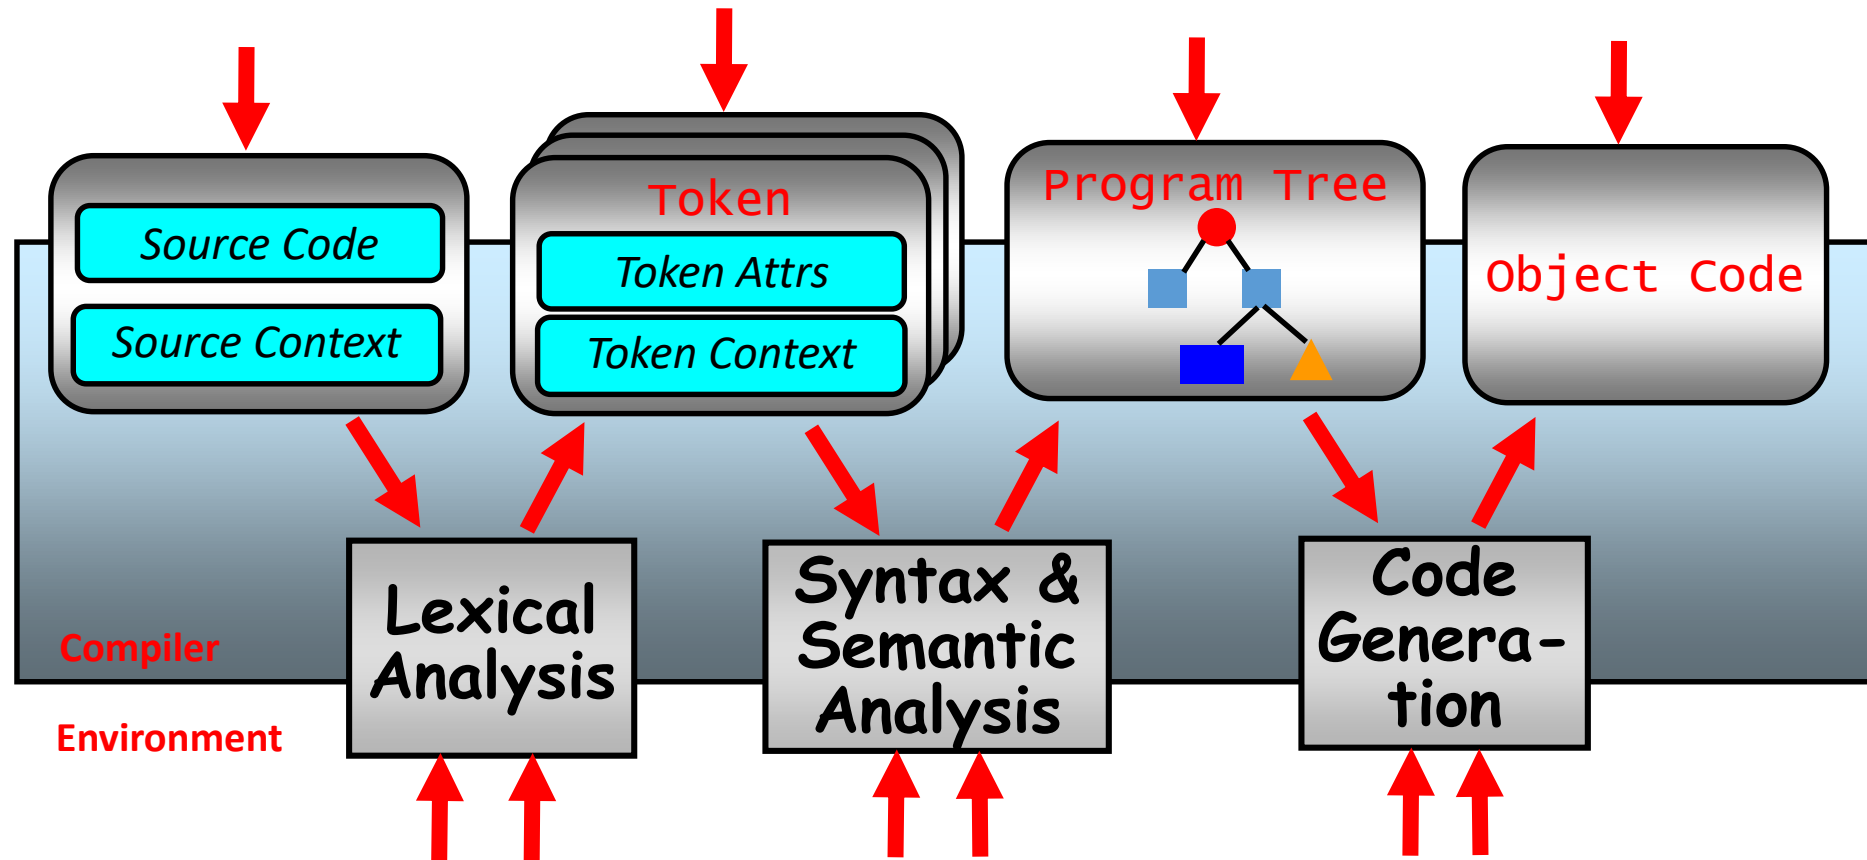 Source Code
Source Context
Token
Token Attrs
Token Context
Program Tree
Object Code
Lexical
Analysis
Syntax &
Semantic
Analysis
Code
Genera-
tion
Compiler
Environment